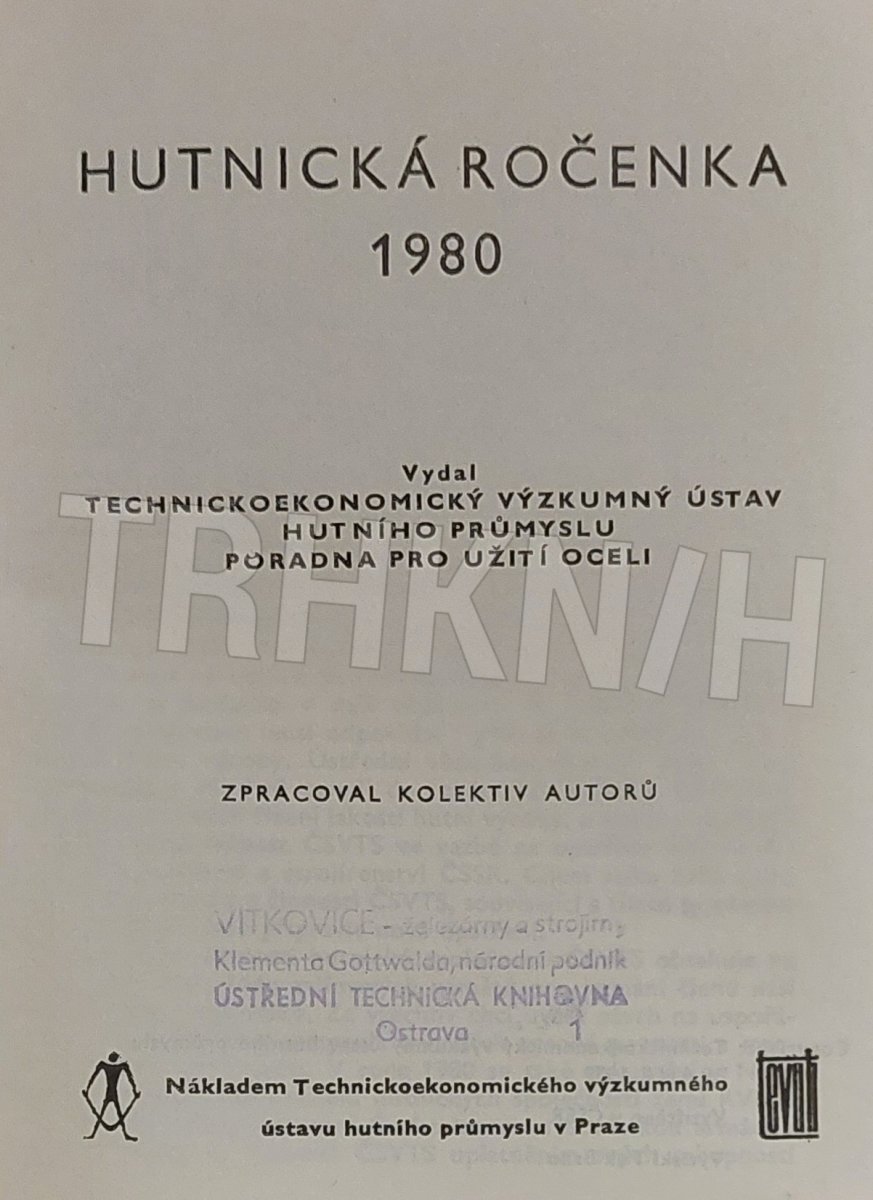 HUTNICKÁ ROČENKA
1980
Vydal
TECHNICKOEKONOMICKÝ VÝZKUMNÝ ÚSTAV
HUTNÍHO PRŮMYSLU
PORADNA PRO UŽITÍ OCELI
TRHKN/H
ZPRACOVAL KOLEKTIV AUTORŮ
VÍTKOVICE - železárny a strojírny
Klementa Gottwalda, národní podnik
ÚSTŘEDNÍ TECHNICKÁ KNIHOVNA
Ostrava 1
Nákladem Technickoekonomického výzkumného
ústavu hutního průmyslu v Praze